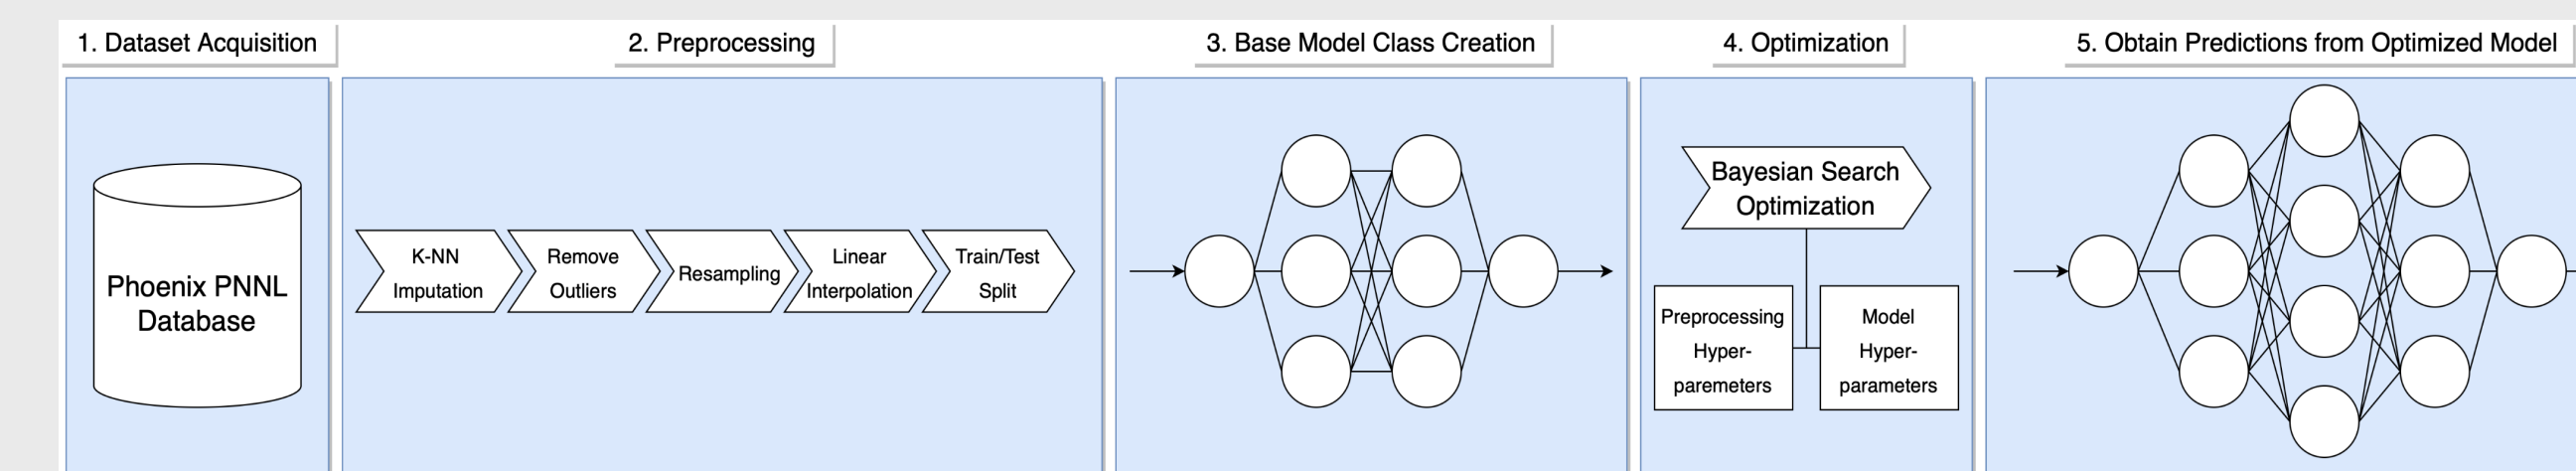 1. Dataset Acquisition
2. Preprocessing
3. Base Model Class Creation
4. Optimization
5. Obtain Predictions from Optimized Model
Phoenix PNNL
Database
K-NN
Imputation
Remove
Outliers
Resampling
Linear
Interpolation
Train/Test
Split
Bayesian Search
Optimization
Preprocessing
Hyper-
paremeters
Model
Hyper-
parameters